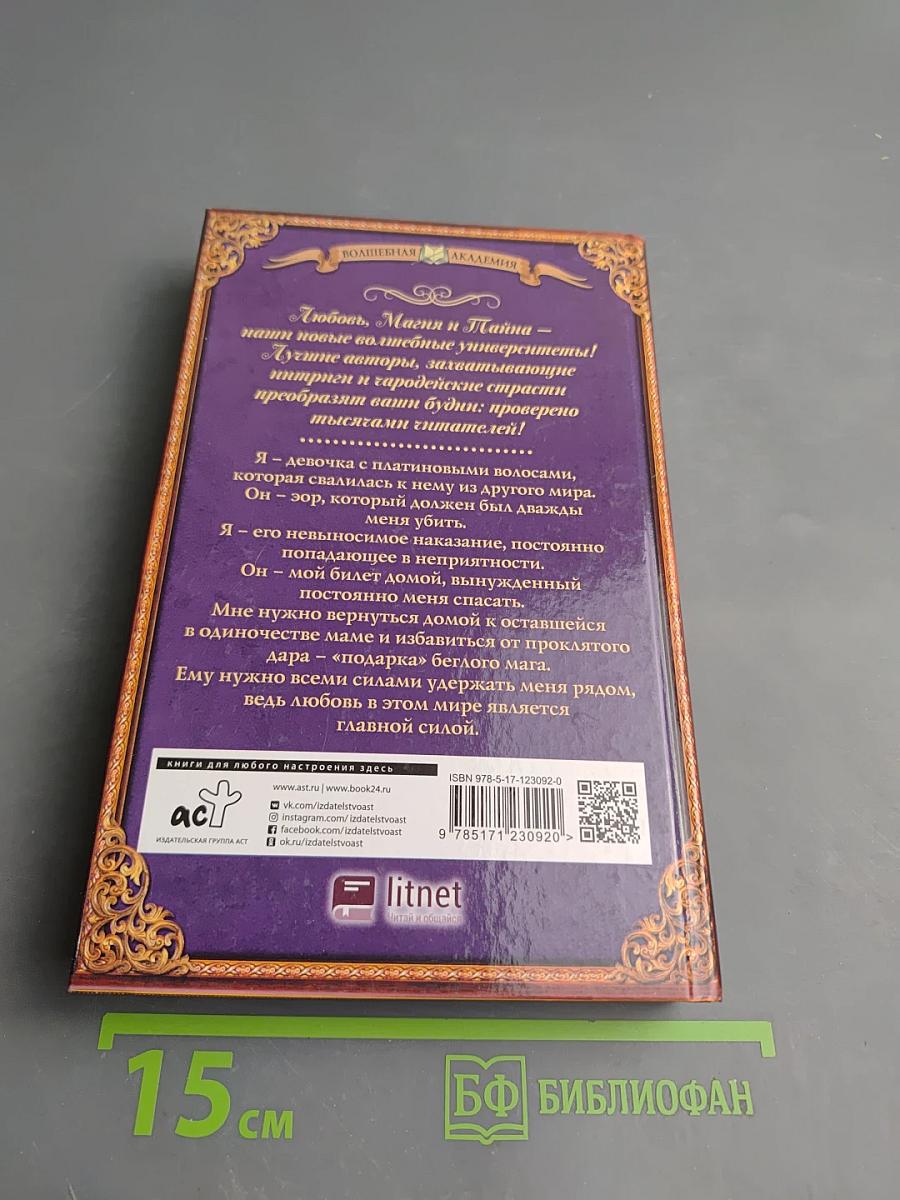 ВОЛШЕБНАЯ АКАДЕМИЯ
Любовь, Магия и Тайна –
наши новые волшебные университеты!
Лучшие авторы, захватывающие
интриги и чародейские страсти
преобразят ваши будни: проверено
тысячами читателей!
Я – девочка с платиновыми волосами,
которая свалилась к нему из другого мира.
Он – эор, который должен был дважды
меня убить.
Я – его невыносимое наказание, постоянно
попадающее в неприятности.
Он – мой билет домой, вынужденный
постоянно меня спасать.
Мне нужно вернуться домой к оставшейся
в одиночестве маме и избавиться от проклятого
дара – «подарка» беглого мага.
Ему нужно всеми силами удержать меня рядом,
ведь любовь в этом мире является
главной силой.
книги для любого настроения здесь
аст
ИЗДАТЕЛЬСКАЯ ГРУППА АСТ
www.ast.ru | www.book24.ru
vk.com/izdatelstvoast
instagram.com/izdatelstvoast
facebook.com/izdatelstvoast
ok.ru/izdatelstvoast
ISBN 978-5-17-123092-0
9 785171 230920 >
litnet
Читай и общайся
15 см
БФ БИБЛИОФАН